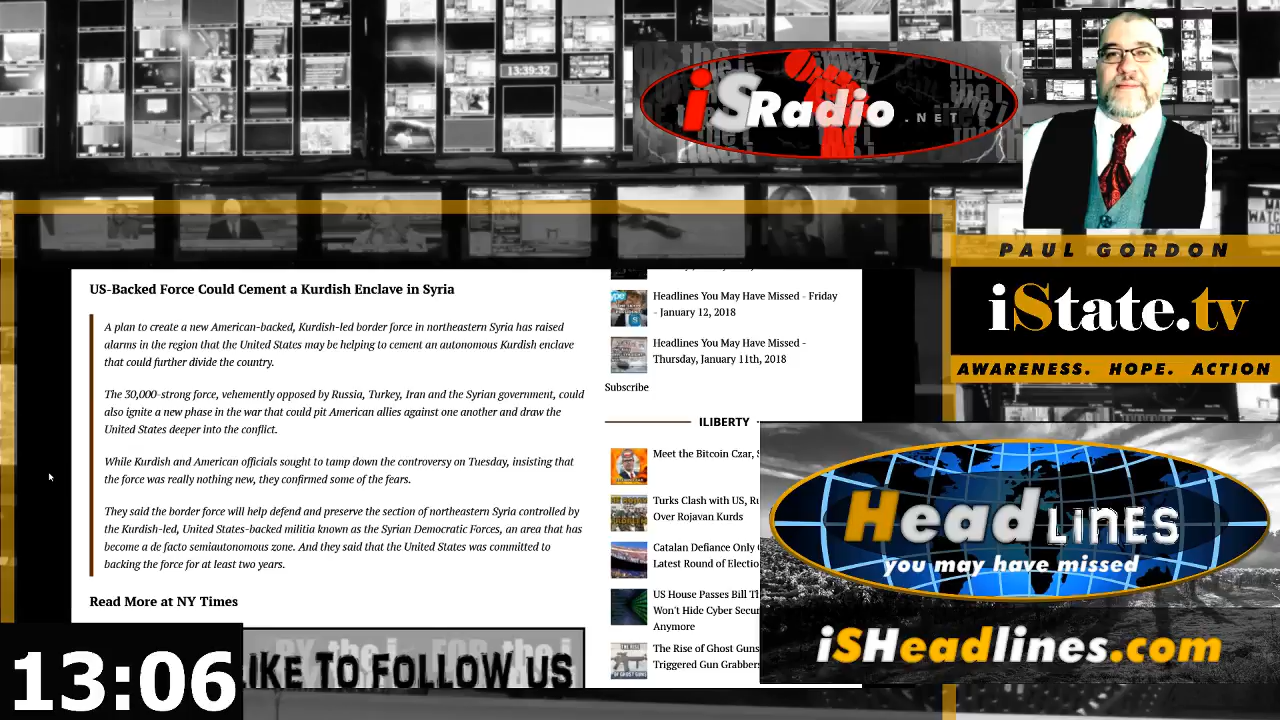 13:39:32
iSRadio .NET
PAUL GORDON
iState.tv
AWARENESS. HOPE. ACTION
US-Backed Force Could Cement a Kurdish Enclave in Syria
A plan to create a new American-backed, Kurdish-led border force in northeastern Syria has raised
alarms in the region that the United States may be helping to cement an autonomous Kurdish enclave
that could further divide the country.
The 30,000-strong force, vehemently opposed by Russia, Turkey, Iran and the Syrian government, could
also ignite a new phase in the war that could pit American allies against one another and draw the
United States deeper into the conflict.
While Kurdish and American officials sought to tamp down the controversy on Tuesday, insisting that
the force was really nothing new, they confirmed some of the fears.
They said the border force will help defend and preserve the section of northeastern Syria controlled by
the Kurdish-led, United States-backed militia known as the Syrian Democratic Forces, an area that has
become a de facto semiautonomous zone. And they said that the United States was committed to
backing the force for at least two years.
Read More at NY Times
LIKE TO FOLLOW US
13:06
Headlines You May Have Missed - Friday
- January 12, 2018
Headlines You May Have Missed -
Thursday, January 11th, 2018
Subscribe
ILIBERTY
Meet the Bitcoin Czar,
Turks Clash with US, Ru
Over Rojavan Kurds
Catalan Defiance Only
Latest Round of Electio
US House Passes Bill Th
Won't Hide Cyber Secur
Anymore
The Rise of Ghost Guns
Triggered Gun Grabbers
HeadLINES
you may have missed
iSHeadlines.com